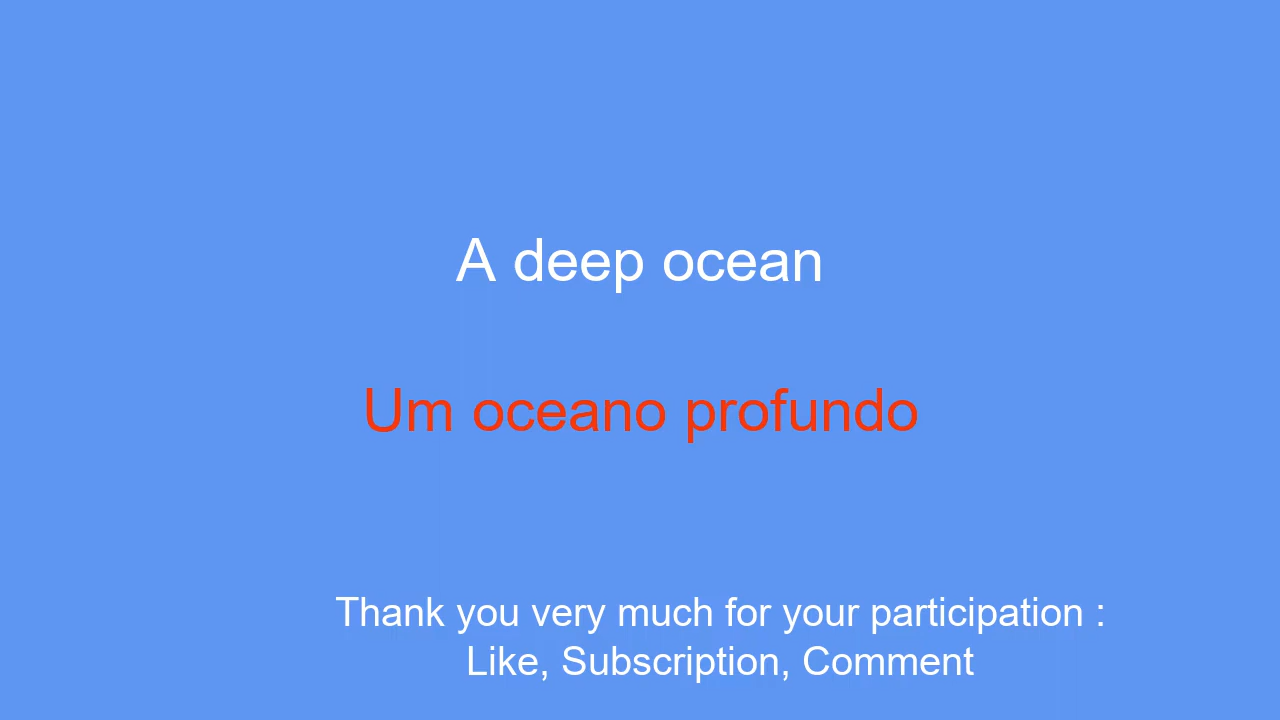 A deep ocean
Um oceano profundo
Thank you very much for your participation :
Like, Subscription, Comment